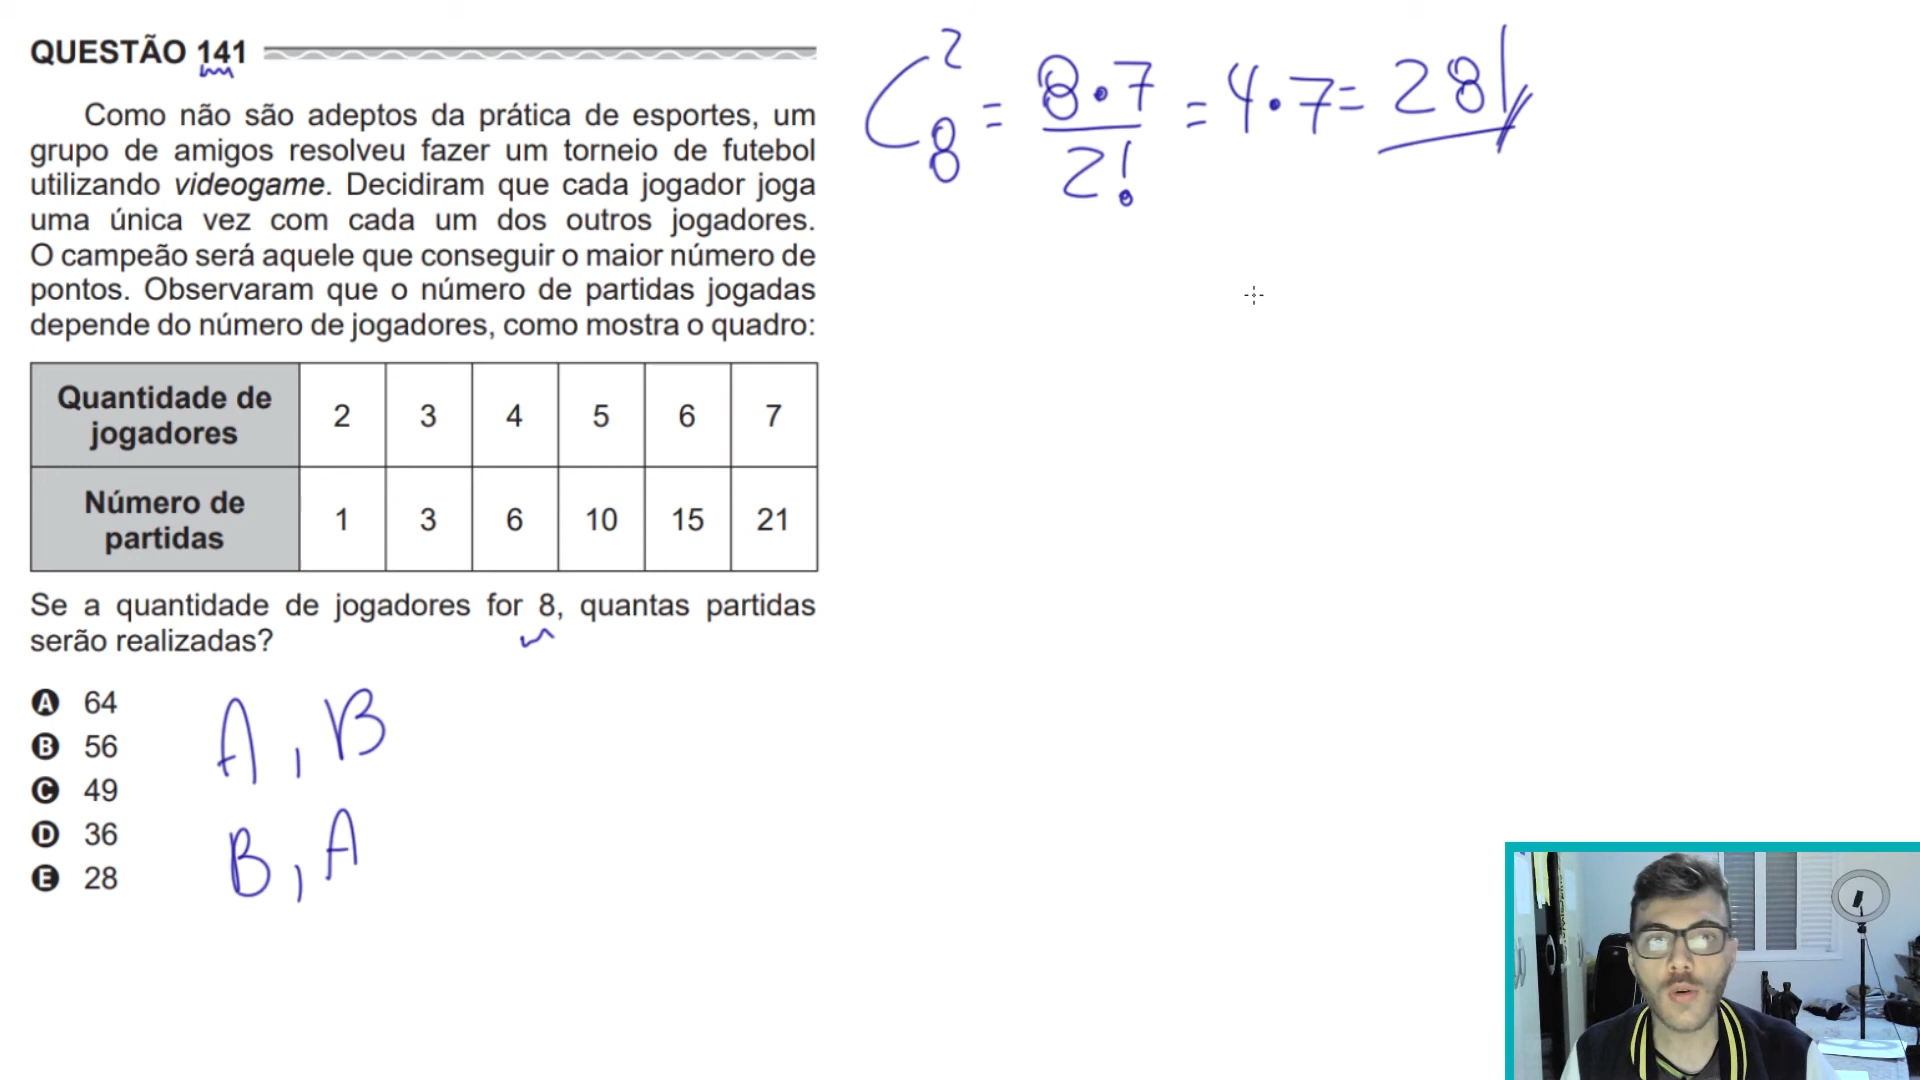 QUESTÃO 141
Como não são adeptos da prática de esportes, um
grupo de amigos resolveu fazer um torneio de futebol
utilizando videogame. Decidiram que cada jogador joga
uma única vez com cada um dos outros jogadores.
O campeão será aquele que conseguir o maior número de
pontos. Observaram que o número de partidas jogadas
depende do número de jogadores, como mostra o quadro:
Quantidade de jogadores 2 3 4 5 6 7
Número de partidas 1 3 6 10 15 21
Se a quantidade de jogadores for 8, quantas partidas
serão realizadas?
A 64
B 56
C 49
D 36
E 28
A, B
B, A
C₈² = 8·7/2! = 4·7 = 28